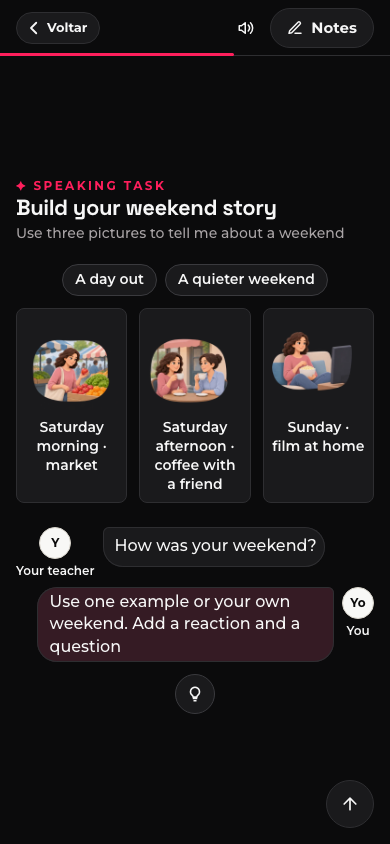 Voltar
Notes
SPEAKING TASK
Build your weekend story
Use three pictures to tell me about a weekend
A day out
A quieter weekend
Saturday
morning ·
market
Saturday
afternoon ·
coffee with
a friend
Sunday ·
film at home
Y
Your teacher
How was your weekend?
Use one example or your own
weekend. Add a reaction and a
question
Yo
You